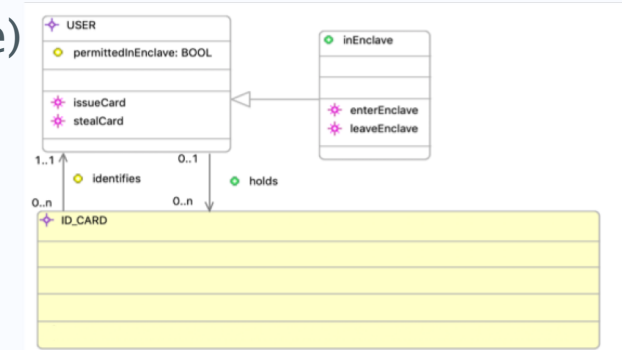 e)
USER
permittedInEnclave: BOOL
issueCard
stealCard
inEnclave
enterEnclave
leaveEnclave
1..1
0..1
identifies
holds
0..n
0..n
ID_CARD